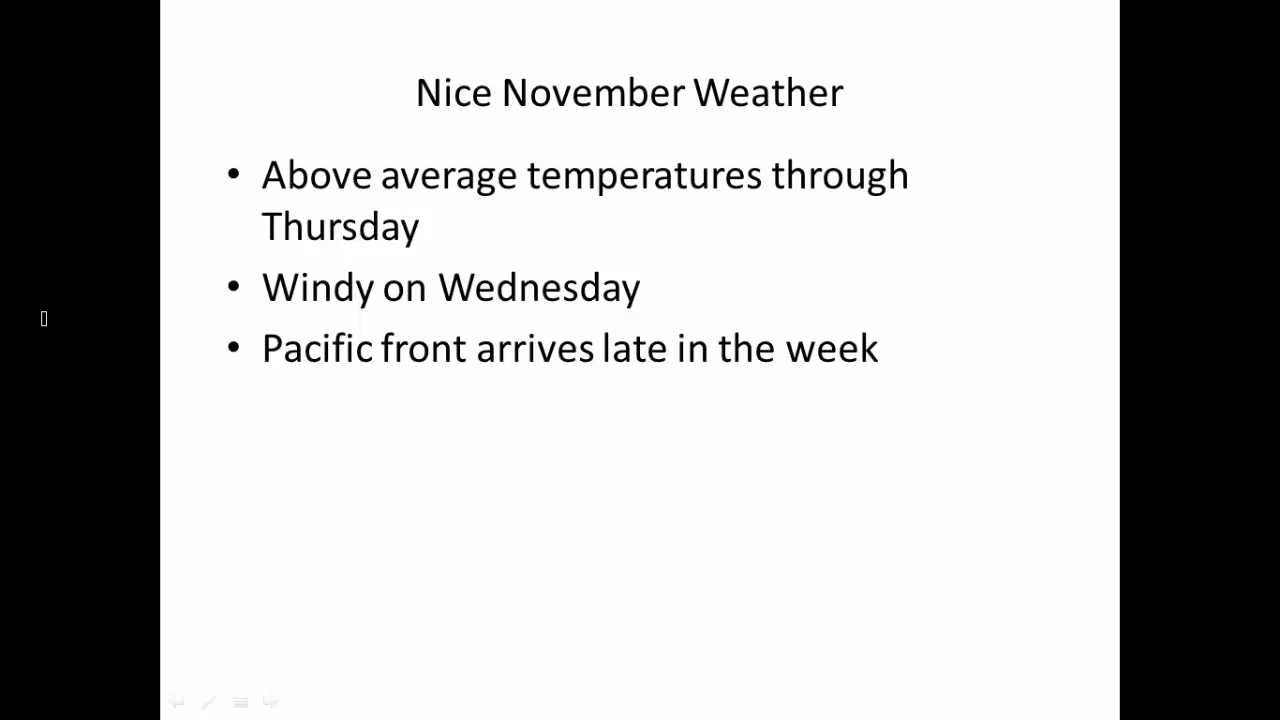 Nice November Weather
• Above average temperatures through
Thursday
• Windy on Wednesday
• Pacific front arrives late in the week